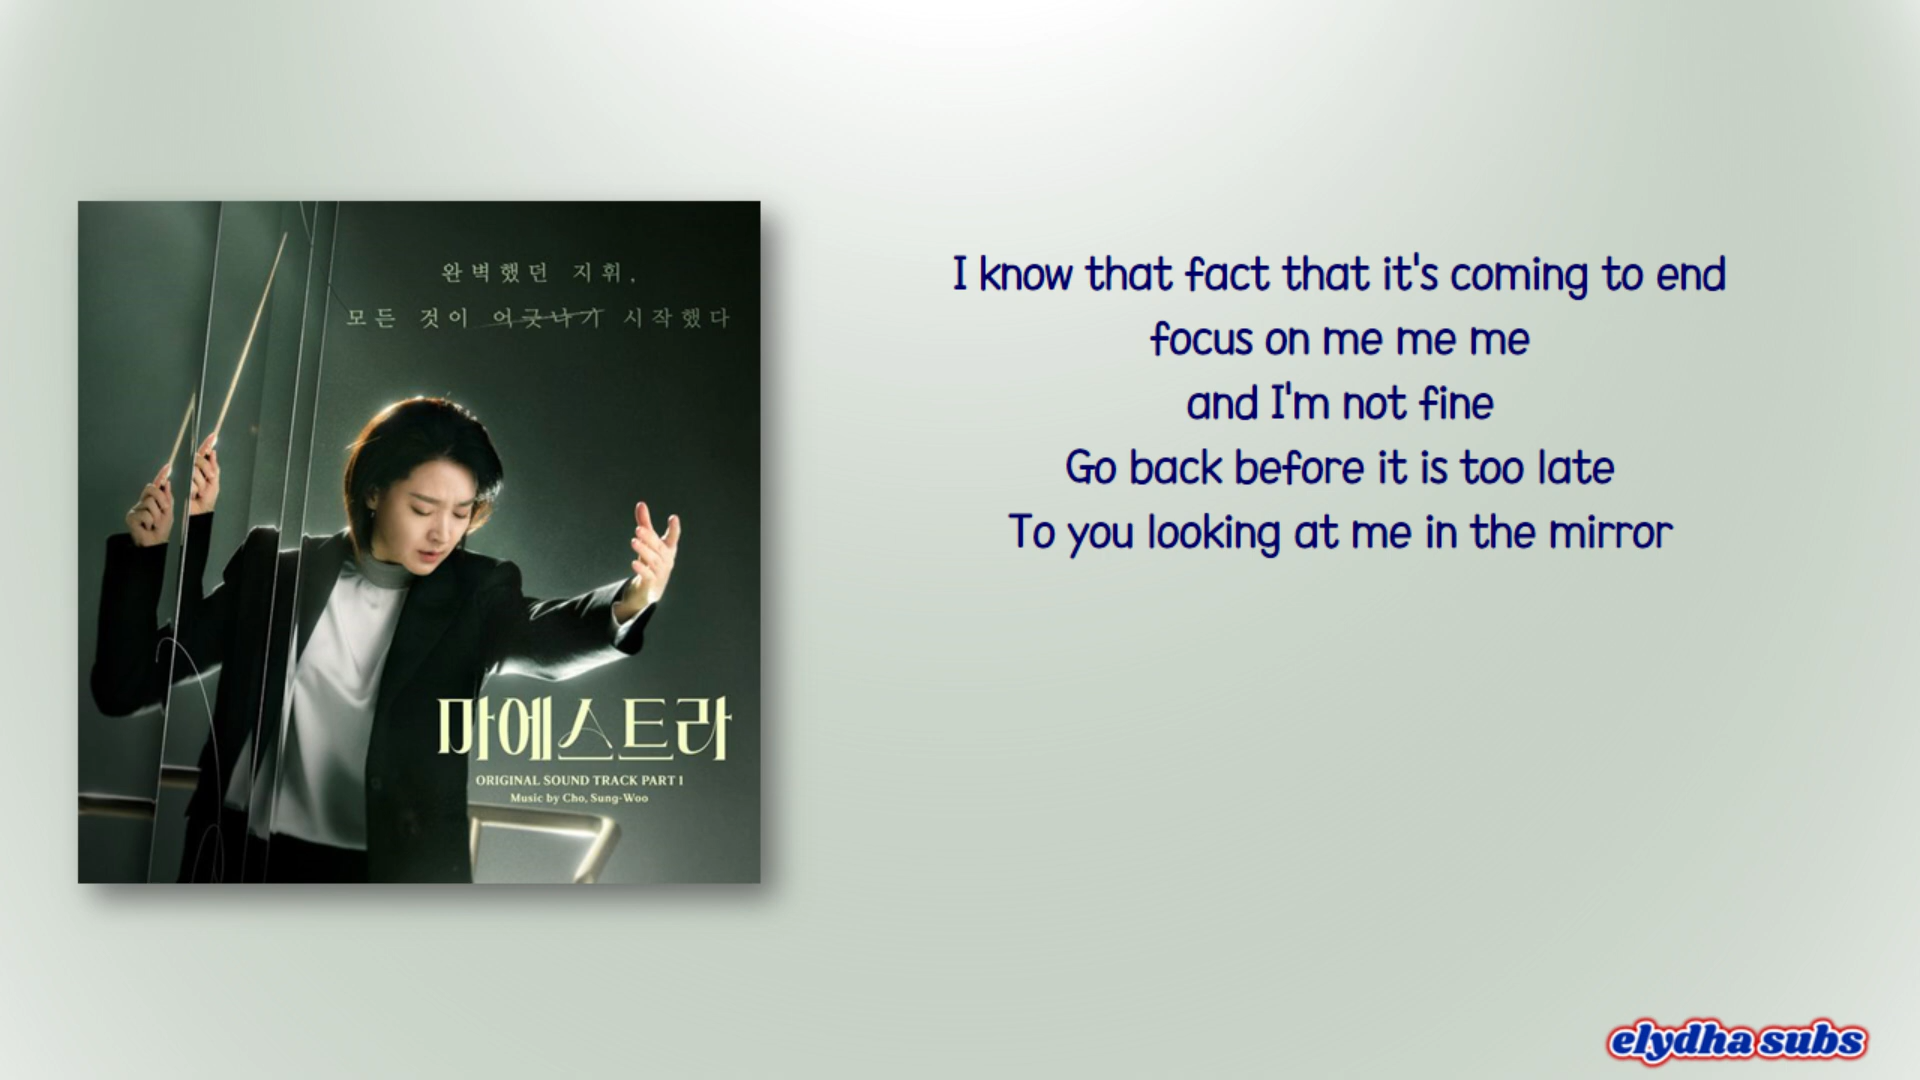 완벽했던 지휘,
모든 것이 어긋나기 시작했다
마에스트라
ORIGINAL SOUND TRACK PART 1
Music by Cho, Sung-Woo
I know that fact that it's coming to end
focus on me me me
and I'm not fine
Go back before it is too late
To you looking at me in the mirror
elydha subs